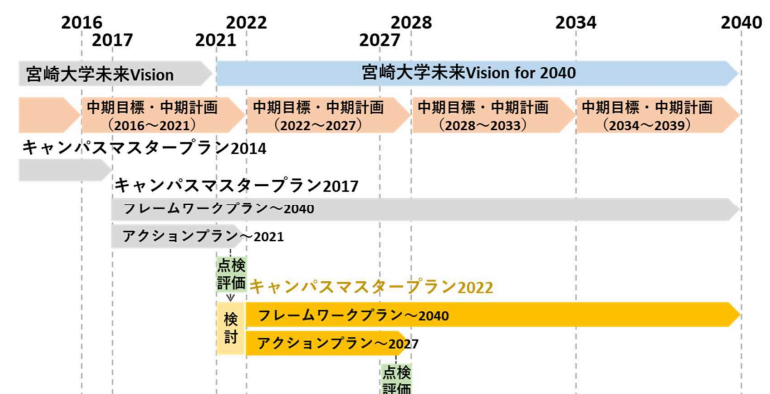 2016
2022
2028
2034
2040
2017
2021
2027
宮崎大学未来Vision
宮崎大学未来Vision for 2040
中期目標・中期計画
（2016～2021）
中期目標・中期計画
（2022～2027）
中期目標・中期計画
（2028～2033）
中期目標・中期計画
（2034～2039）
キャンパスマスタープラン2014
キャンパスマスタープラン2017
フレームワークプラン～2040
アクションプラン～2021
点検
評価
キャンパスマスタープラン2022
検
討
フレームワークプラン～2040
アクションプラン～2027
点検
評価